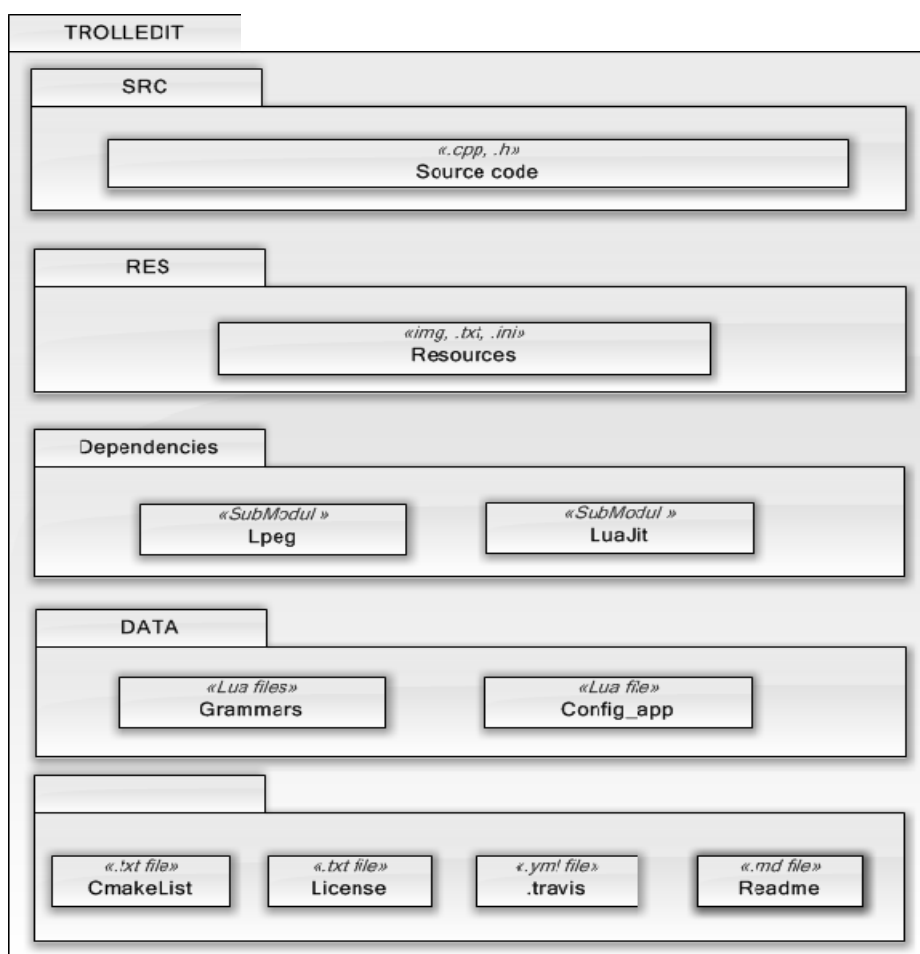 TROLLEDIT
SRC
«.cpp, .h»
Source code
RES
«img, .txt, .ini»
Resources
Dependencies
«SubModul »
Lpeg
«SubModul »
LuaJit
DATA
«Lua files»
Grammars
«Lua file»
Config_app
«.txt file»
CmakeList
«.txt file»
License
«.yml file»
.travis
«.md file»
Readme